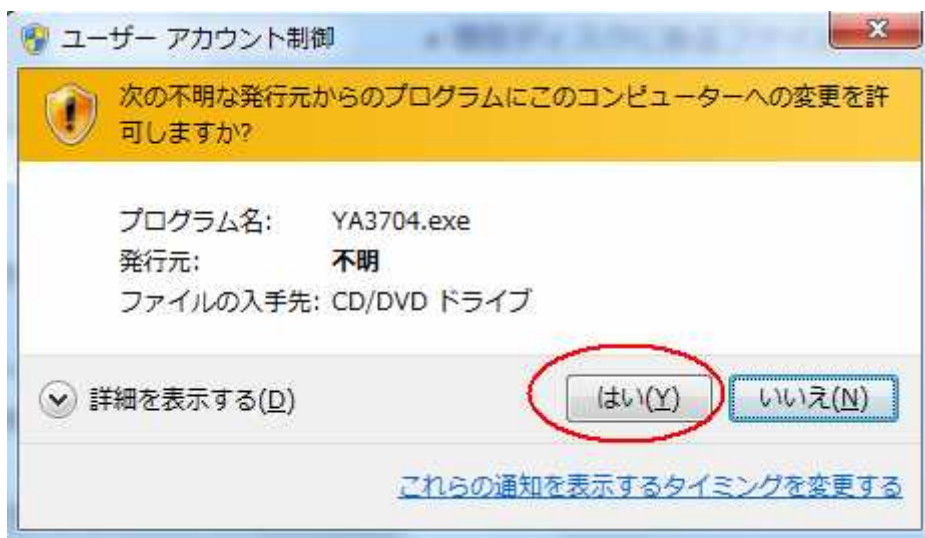 ユーザー アカウント制御
次の不明な発行元からのプログラムにこのコンピューターへの変更を許
可しますか?
プログラム名: YA3704.exe
発行元: 不明
ファイルの入手先: CD/DVD ドライブ
詳細を表示する(D)
はい(Y)
いいえ(N)
これらの通知を表示するタイミングを変更する